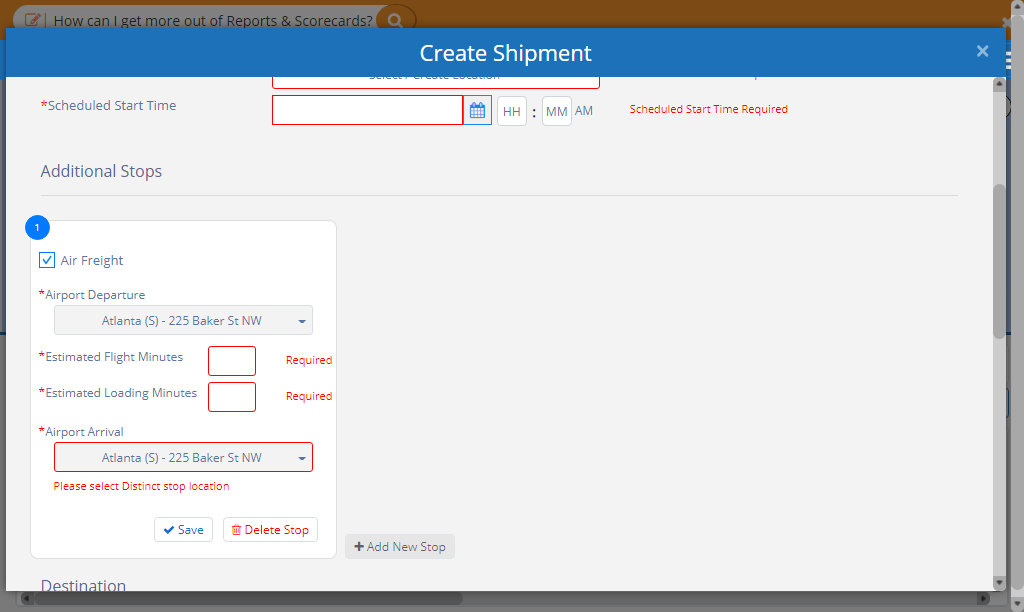 How can I get more out of Reports & Scorecards?
Create Shipment ×
*Scheduled Start Time HH : MM AM Scheduled Start Time Required
Additional Stops
1
Air Freight
*Airport Departure
Atlanta (S) - 225 Baker St NW
*Estimated Flight Minutes Required
*Estimated Loading Minutes Required
*Airport Arrival
Atlanta (S) - 225 Baker St NW
Please select Distinct stop location
Save Delete Stop
+ Add New Stop
Destination